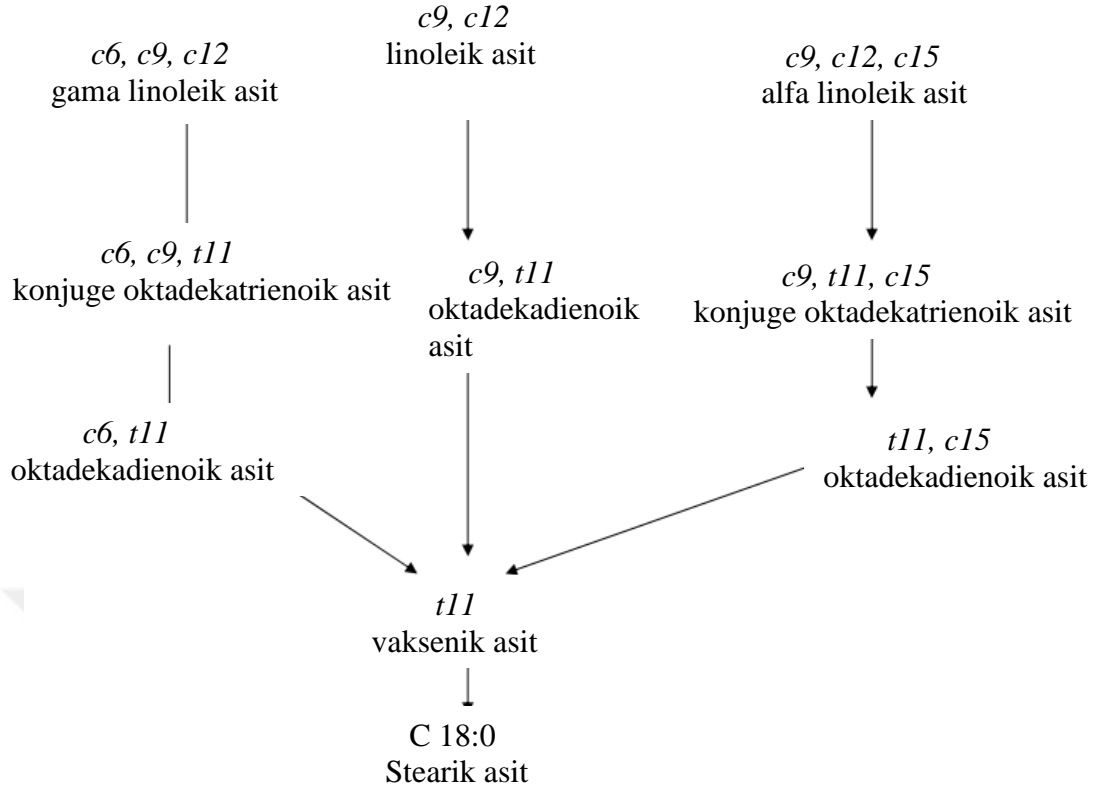 c6, c9, c12
gama linoleik asit
c9, c12
linoleik asit
c9, c12, c15
alfa linoleik asit
c6, c9, t11
konjuge oktadekatrienoik asit
c9, t11
oktadekadienoik
asit
c9, t11, c15
konjuge oktadekatrienoik asit
c6, t11
oktadekadienoik asit
t11, c15
oktadekadienoik asit
t11
vaksenik asit
C 18:0
Stearik asit